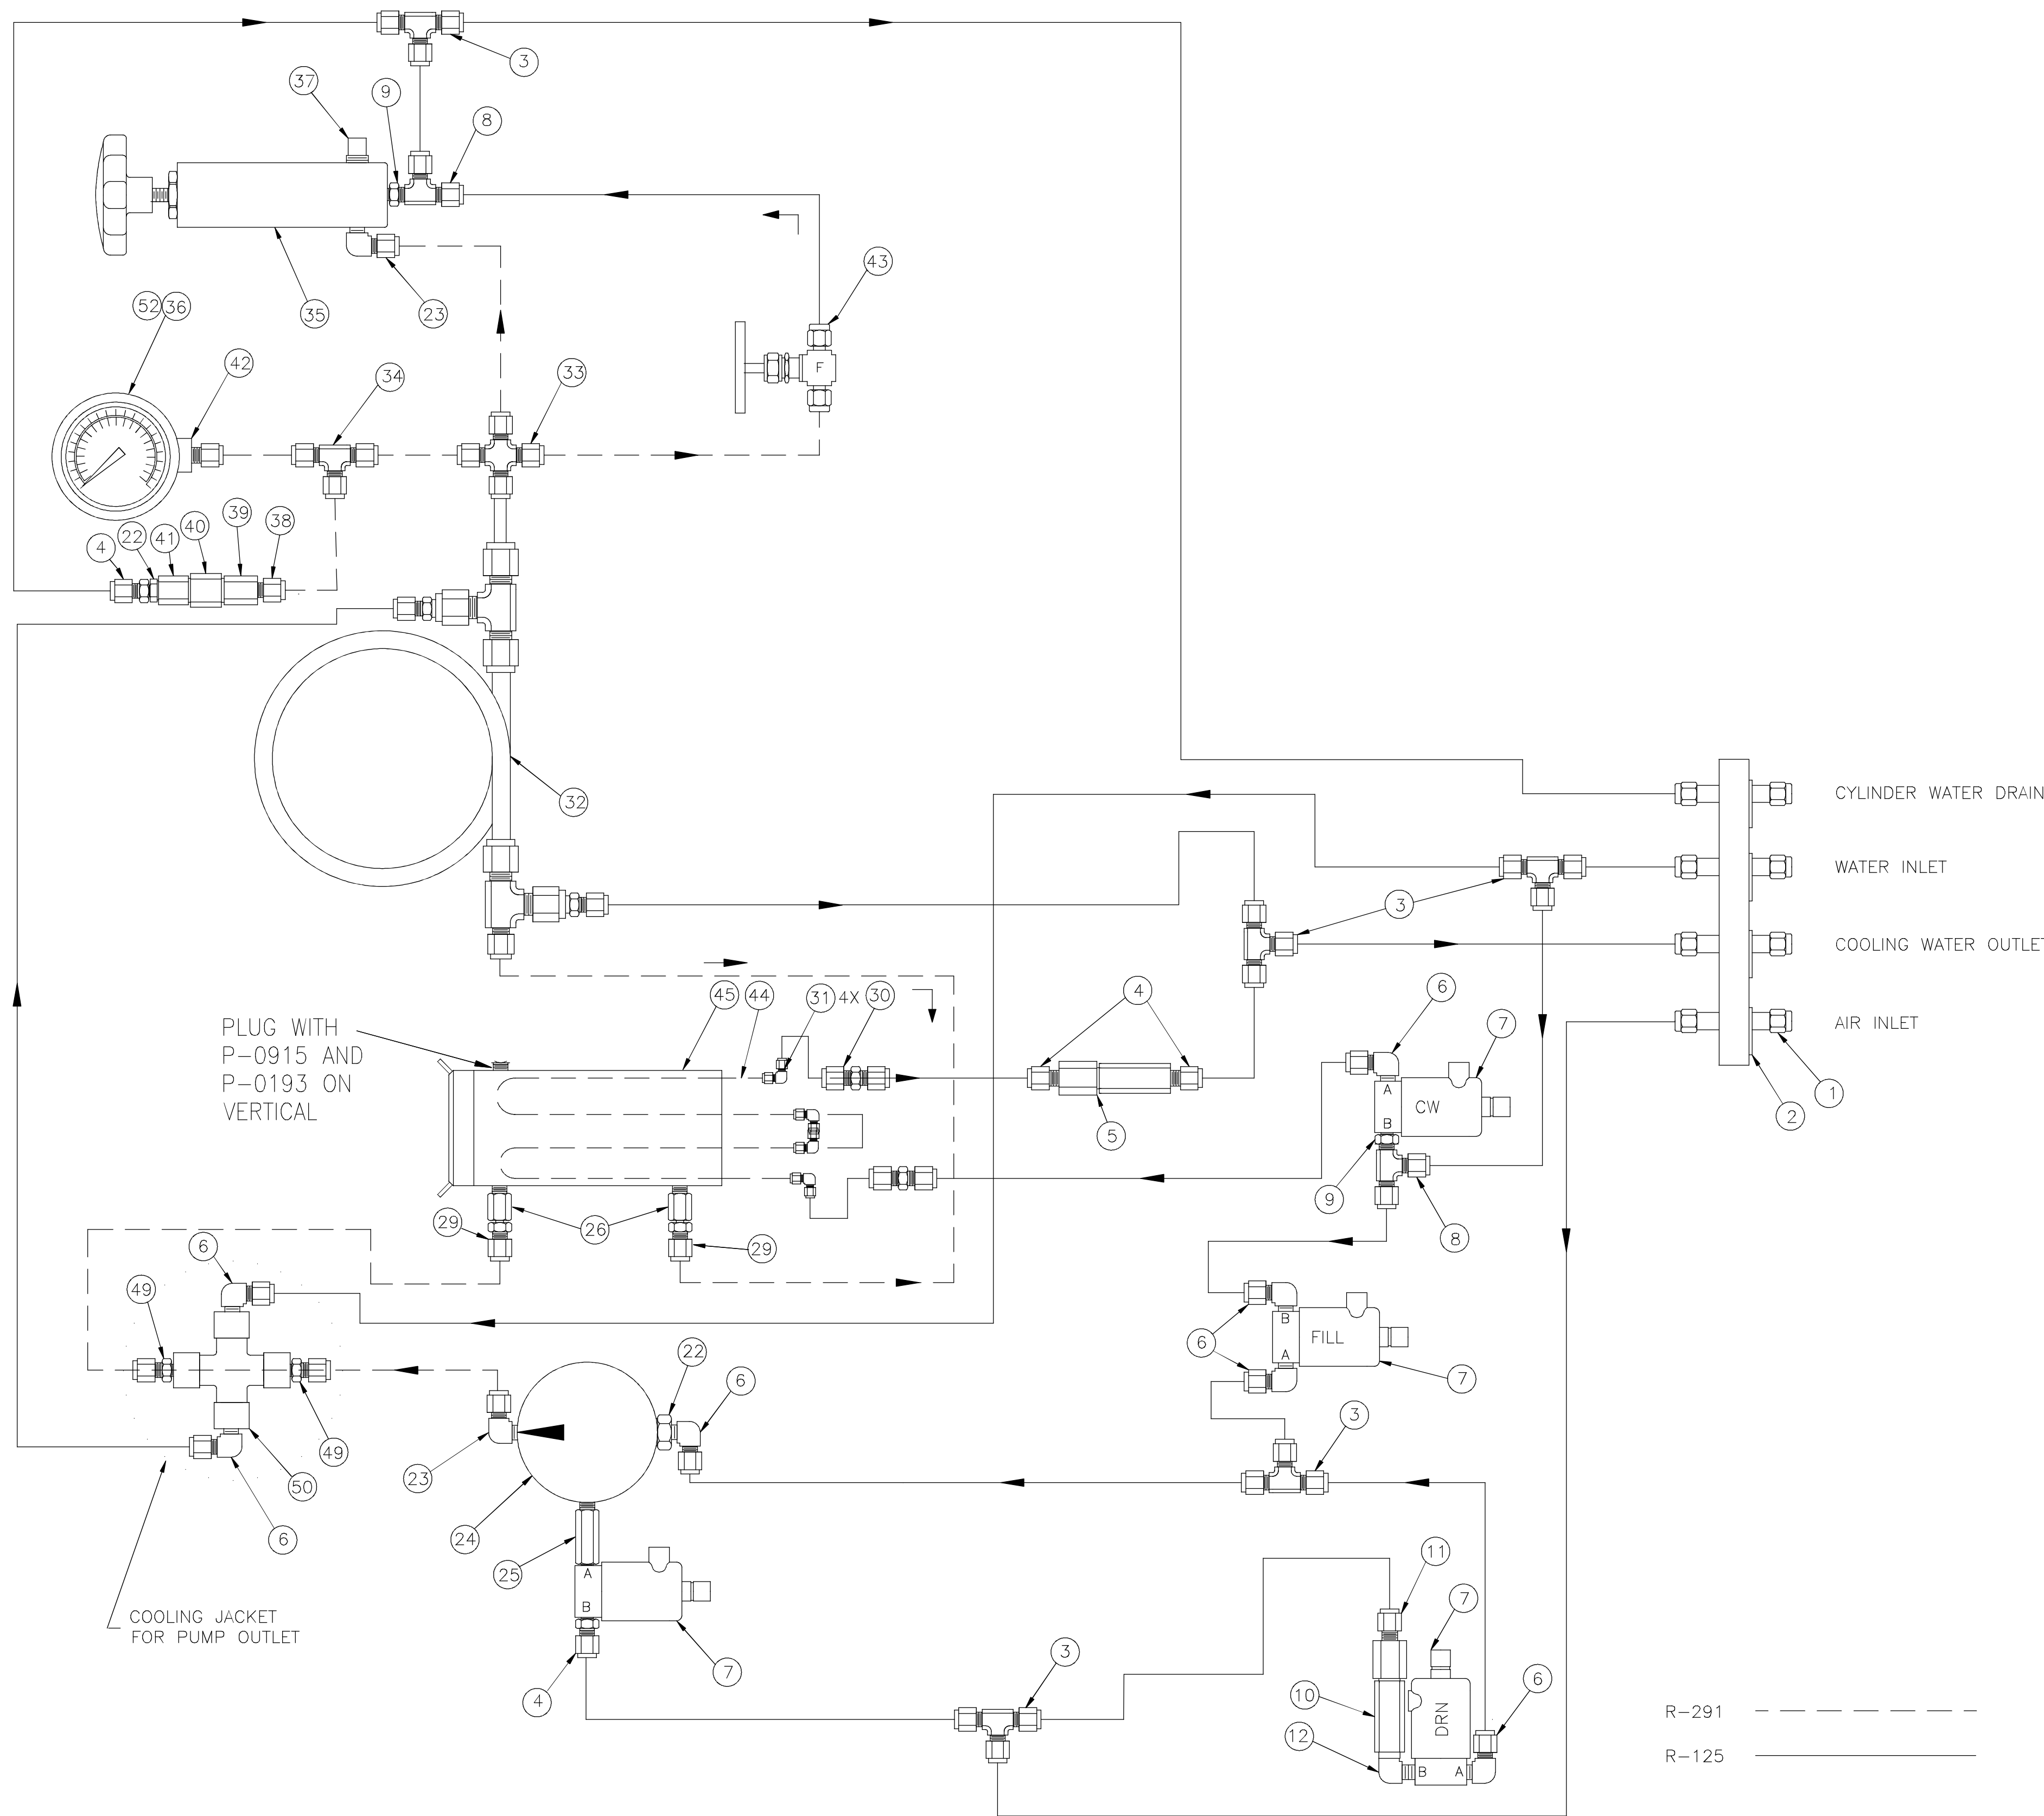 3
37
9
8
43
52 36
35
23
42
34
33
4 22 41 40 39 38
32
CYLINDER WATER DRAIN
WATER INLET
3
COOLING WATER OUTLET
AIR INLET
1
2
PLUG WITH
P-0915 AND
P-0193 ON
VERTICAL
45 44 31 4X 30
4
5
6
7
A
CW
B
9
8
29 26 29
6
49
49
50
6
B
FILL
A
6
7
22
6
23
24
25
A
B
7
4
3
COOLING JACKET
FOR PUMP OUTLET
3
11
7
10
DRN
6
12
B A
F
R-291
R-125